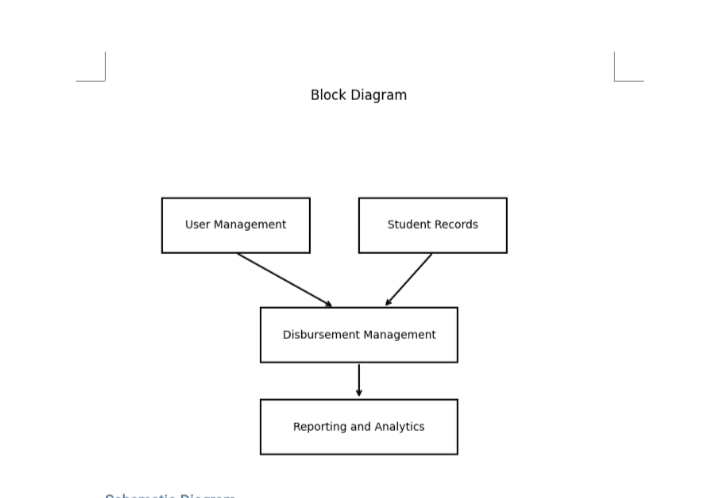 Block Diagram
User Management
Student Records
Disbursement Management
Reporting and Analytics